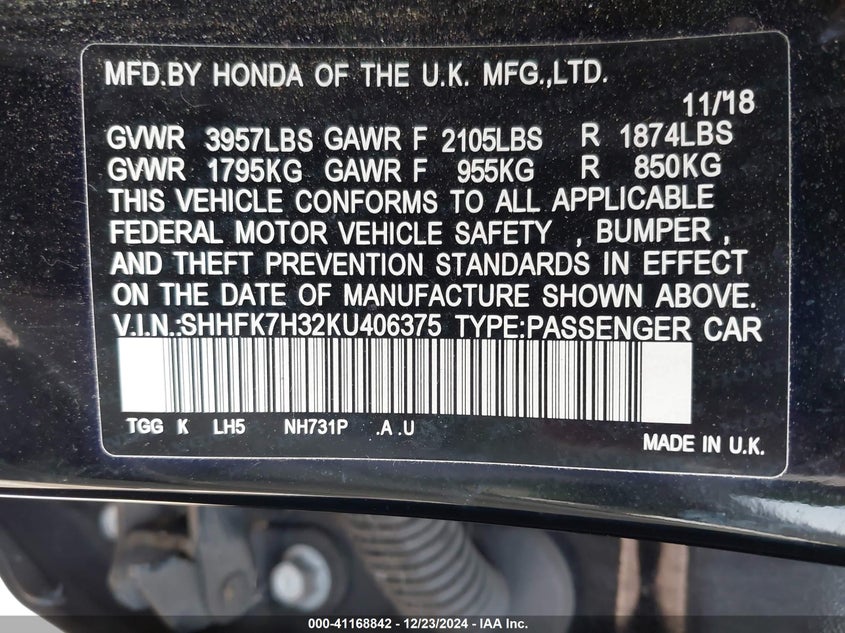 MFD.BY HONDA OF THE U.K. MFG.,LTD.
11/18
GVWR 3957LBS GAWR F 2105LBS R 1874LBS
GVWR 1795KG GAWR F 955KG R 850KG
THIS VEHICLE CONFORMS TO ALL APPLICABLE
FEDERAL MOTOR VEHICLE SAFETY , BUMPER ,
AND THEFT PREVENTION STANDARDS IN EFFECT
ON THE DATE OF MANUFACTURE SHOWN ABOVE.
V.I.N.:SHHFK7H32KU406375 TYPE:PASSENGER CAR
TGG K LH5 NH731P .A .U
MADE IN U.K.
000-41168842 - 12/23/2024 - IAA Inc.